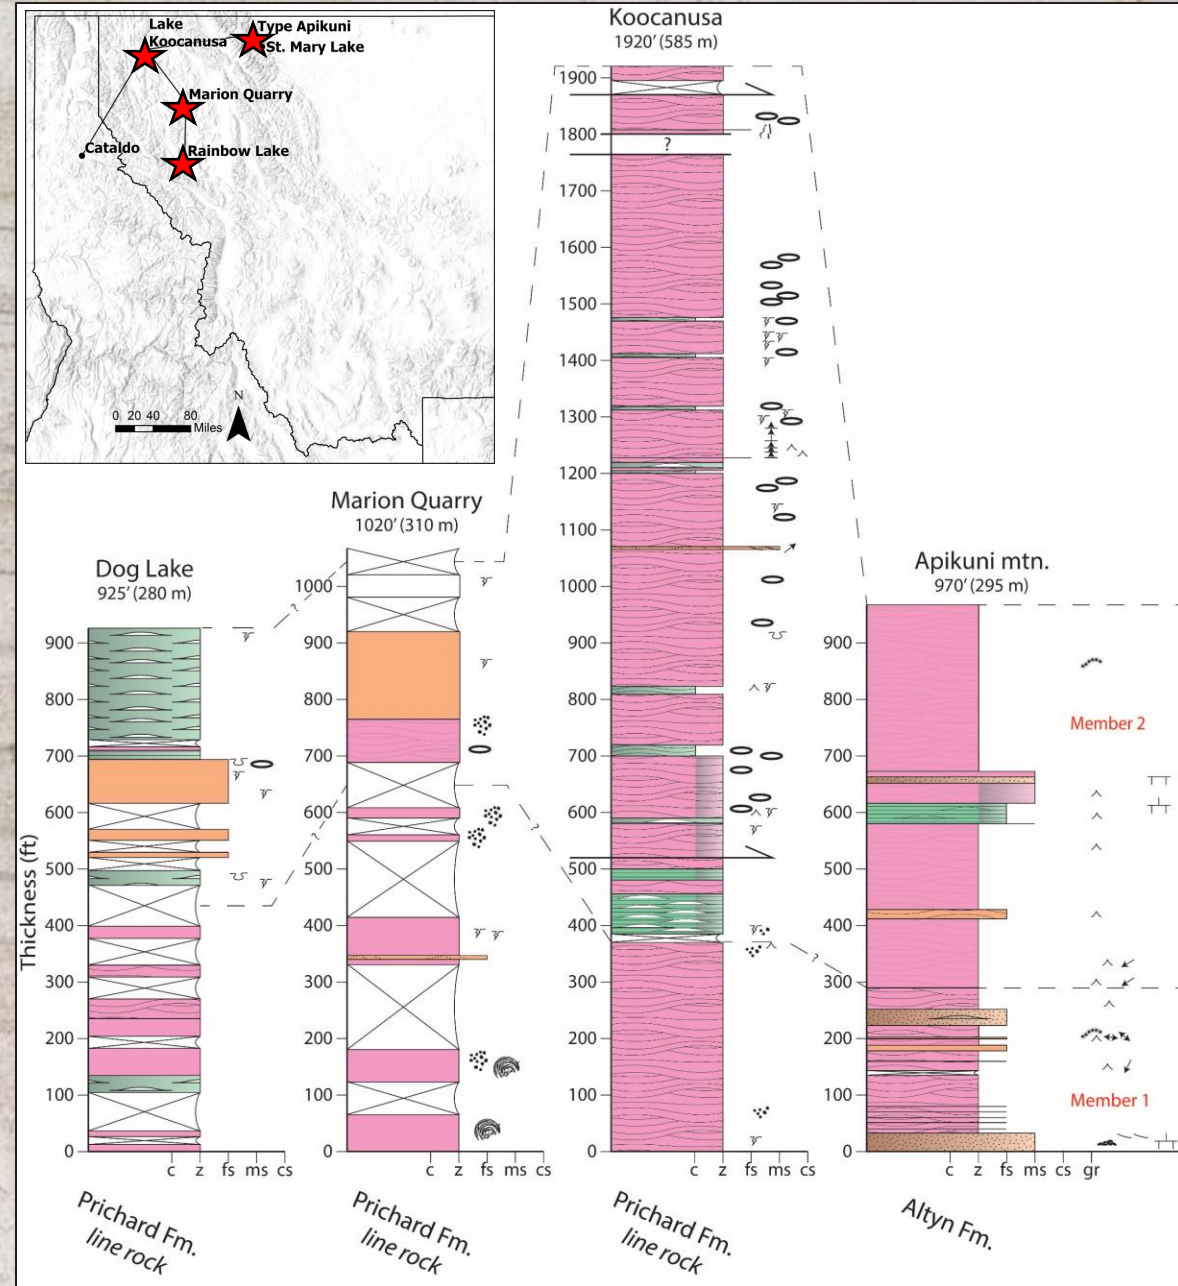 Lake
Koocanusa
Type Apikuni
St. Mary Lake
Marion Quarry
Cataldo
Rainbow Lake
N
0 20 40 80
Miles
Koocanusa
1920' (585 m)
1900
1800
?
1700
1600
1500
1400
1300
1200
1100
1000
900
800
700
600
500
400
300
200
100
0
c z fs ms cs
Prichard Fm.
line rock
Marion Quarry
1020' (310 m)
1000
900
800
700
600
500
400
300
200
100
0
c z fs ms cs
Prichard Fm.
line rock
Dog Lake
925' (280 m)
Thickness (ft)
900
800
700
600
500
400
300
200
100
0
c z fs ms cs
Prichard Fm.
line rock
?
?
?
?
Apikuni mtn.
970' (295 m)
900
800
700
600
500
400
300
200
100
0
Member 2
Member 1
c z fs ms cs gr
Altyn Fm.